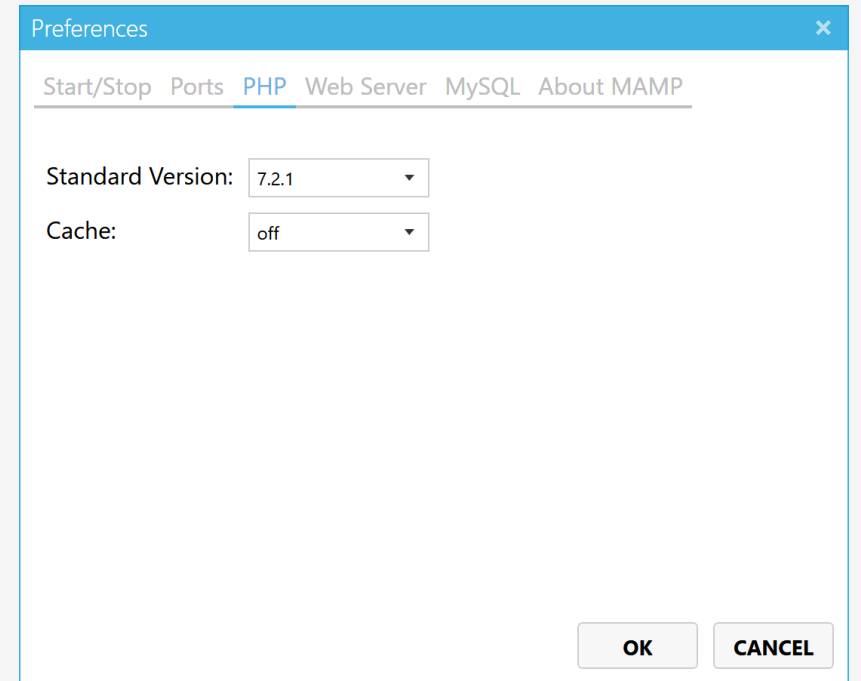 Preferences
Start/Stop Ports PHP Web Server MySQL About MAMP
Standard Version: 7.2.1
Cache: off
OK CANCEL